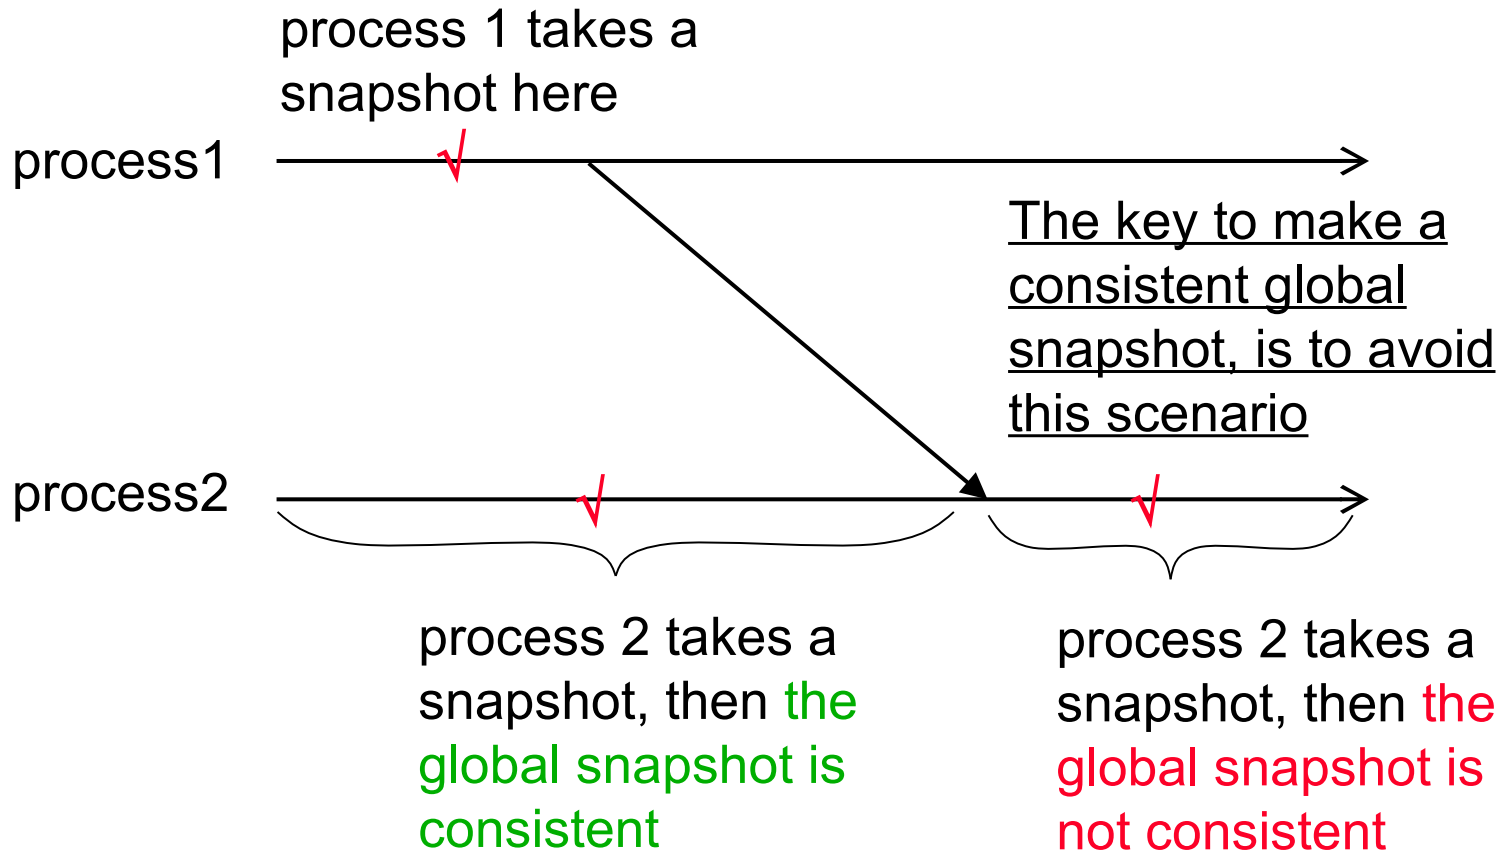 process 1 takes a
snapshot here
process1
The key to make a
consistent global
snapshot, is to avoid
this scenario
process2
process 2 takes a
snapshot, then the
global snapshot is
consistent
process 2 takes a
snapshot, then the
global snapshot is
not consistent